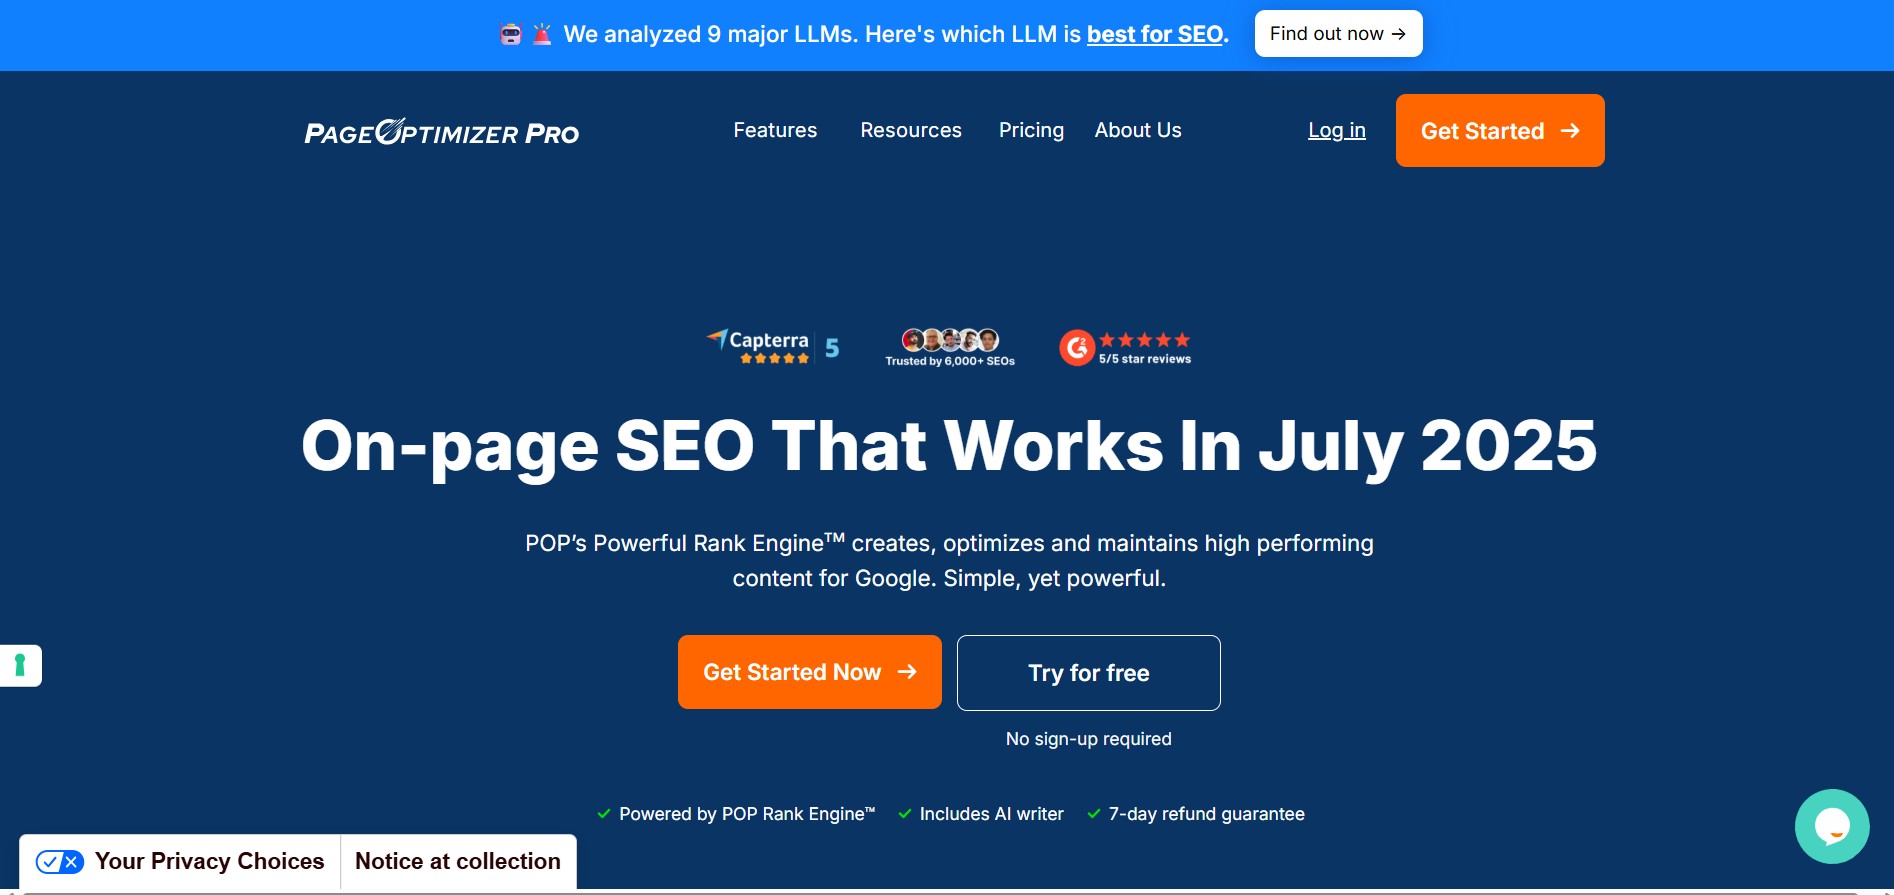 We analyzed 9 major LLMs. Here's which LLM is best for SEO.
Find out now →
PAGEOPTIMIZER PRO
Features
Resources
Pricing
About Us
Log in
Get Started →
Capterra 5
Trusted by 6,000+ SEOs
G2
5/5 star reviews
On-page SEO That Works In July 2025
POP’s Powerful Rank Engine™ creates, optimizes and maintains high performing
content for Google. Simple, yet powerful.
Get Started Now →
Try for free
No sign-up required
Powered by POP Rank Engine™
Includes AI writer
7-day refund guarantee
Your Privacy Choices
Notice at collection